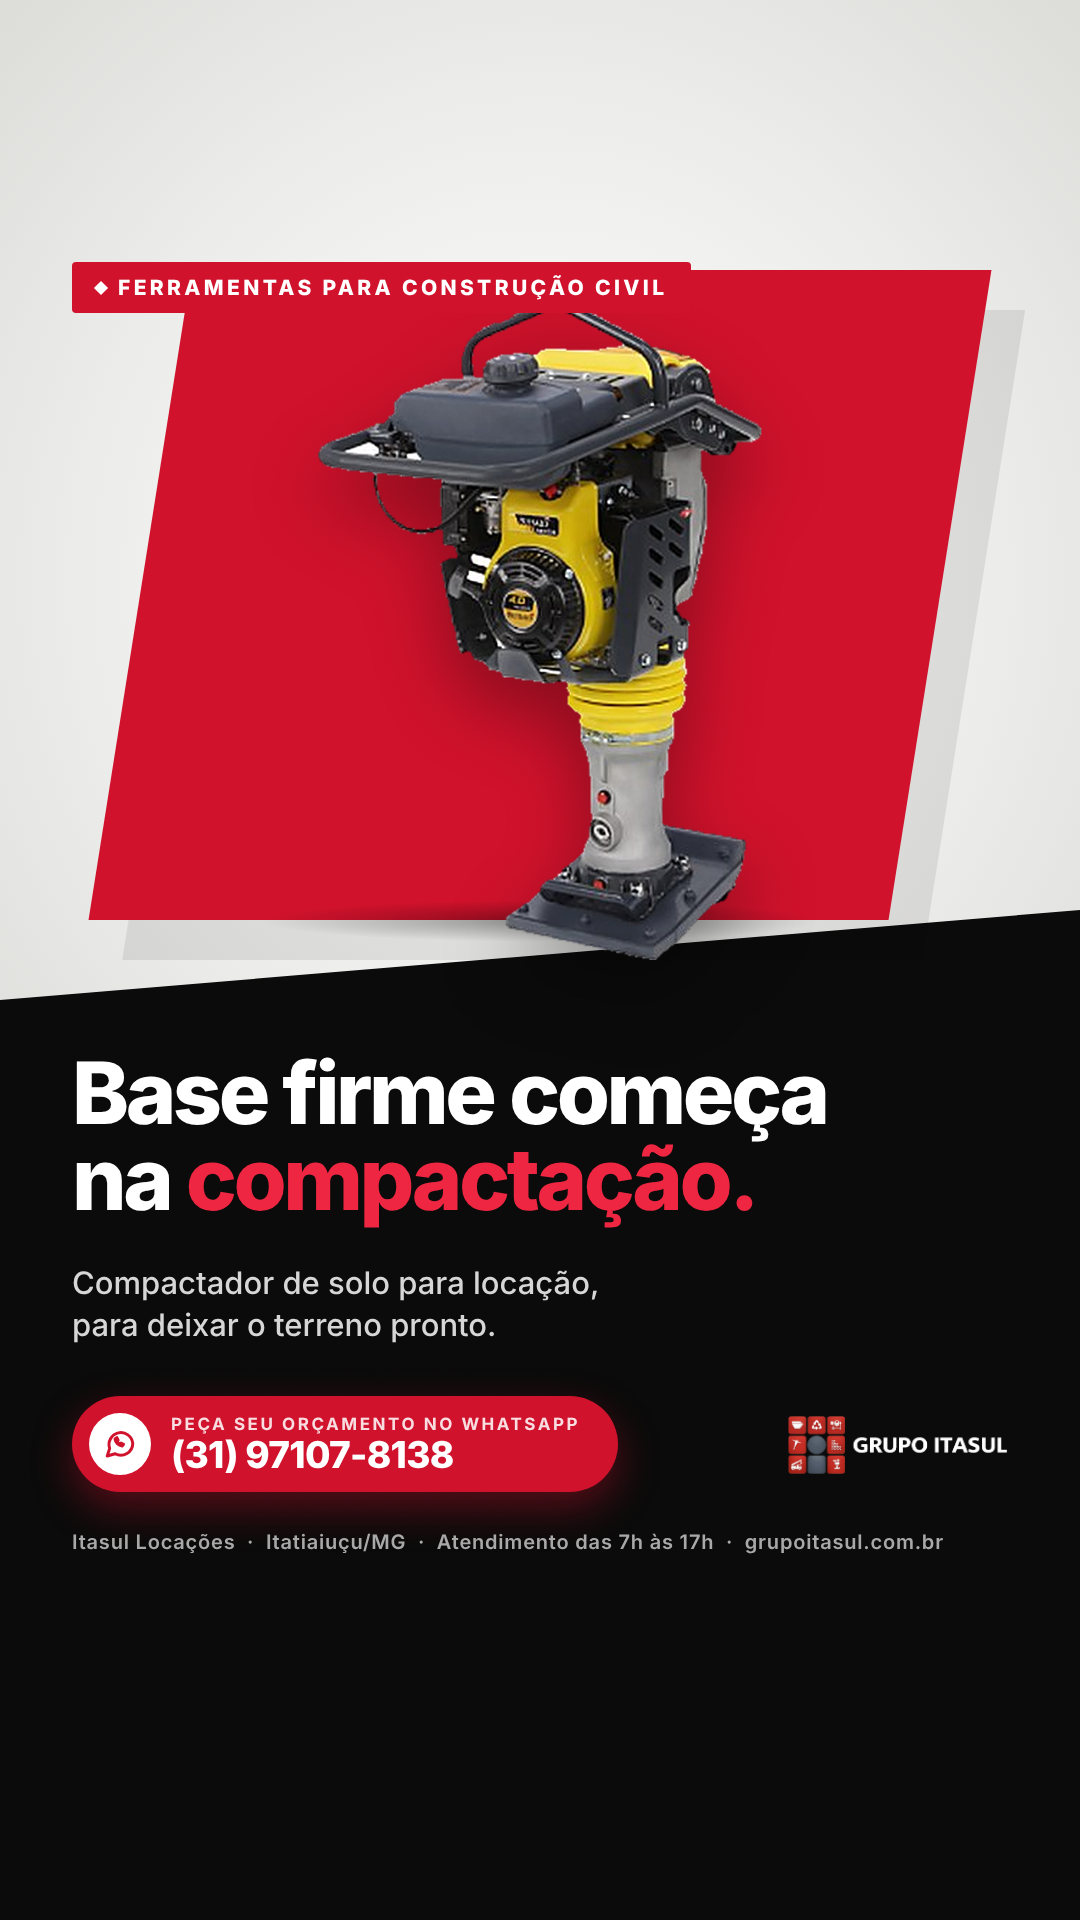 FERRAMENTAS PARA CONSTRUÇÃO CIVIL
Base firme começa
na compactação.
Compactador de solo para locação,
para deixar o terreno pronto.
PEÇA SEU ORÇAMENTO NO WHATSAPP
(31) 97107-8138
GRUPO ITASUL
Itasul Locações · Itatiaiuçu/MG · Atendimento das 7h às 17h · grupoitasul.com.br